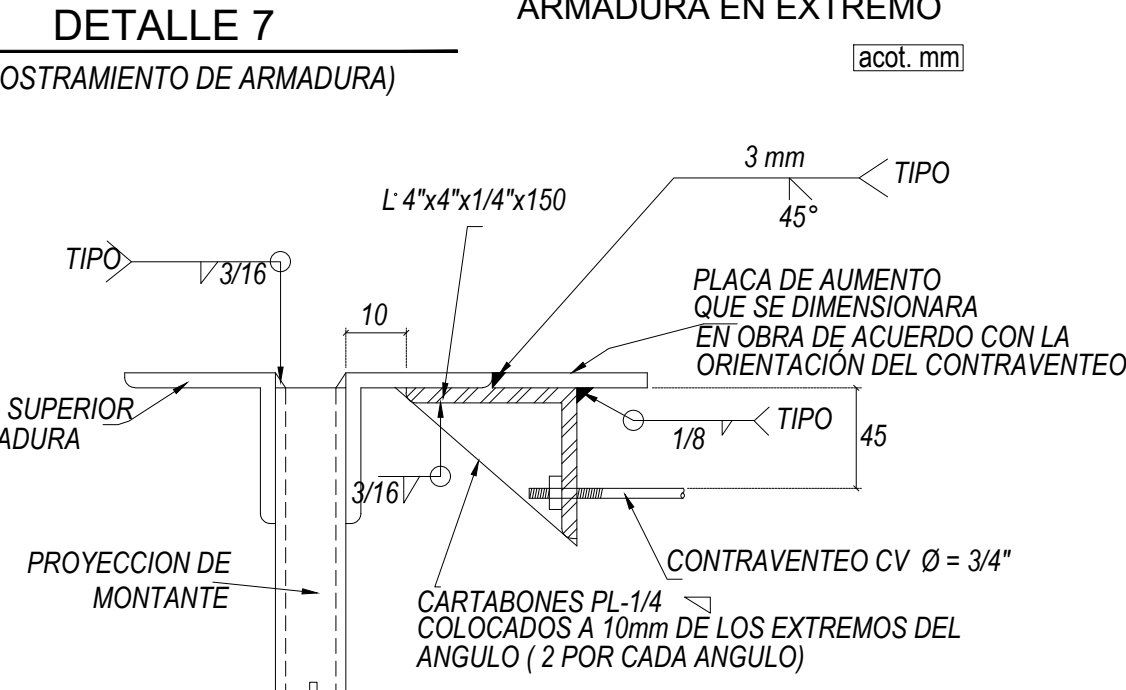 DETALLE 7
ARMADURA EN EXTREMO
OSTRAMIENTO DE ARMADURA)
acot. mm
3 mm
TIPO
45°
L 4"x4"x1/4"x150
TIPO
3/16
10
PLACA DE AUMENTO
QUE SE DIMENSIONARA
EN OBRA DE ACUERDO CON LA
ORIENTACIÓN DEL CONTRAVENTEO
SUPERIOR
ADURA
1/8
TIPO
45
3/16
PROYECCION DE
MONTANTE
CONTRAVENTEO CV Ø = 3/4"
CARTABONES PL-1/4
COLOCADOS A 10mm DE LOS EXTREMOS DEL
ANGULO ( 2 POR CADA ANGULO)